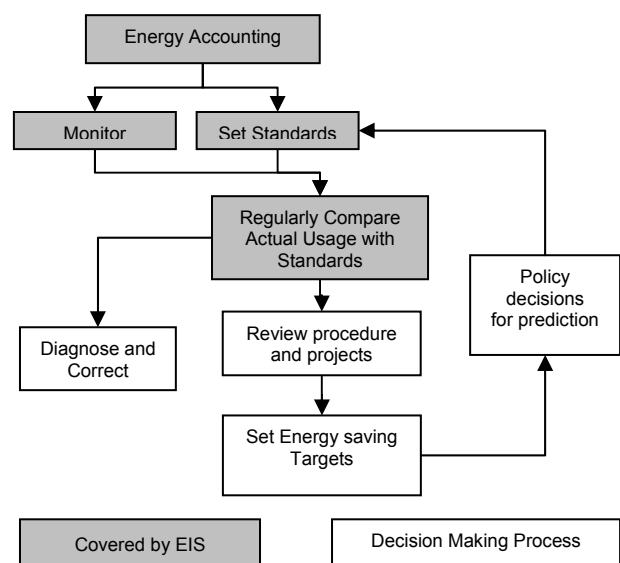 Energy Accounting
Monitor
Set Standards
Regularly Compare
Actual Usage with
Standards
Policy
decisions
for prediction
Diagnose and
Correct
Review procedure
and projects
Set Energy saving
Targets
Covered by EIS
Decision Making Process